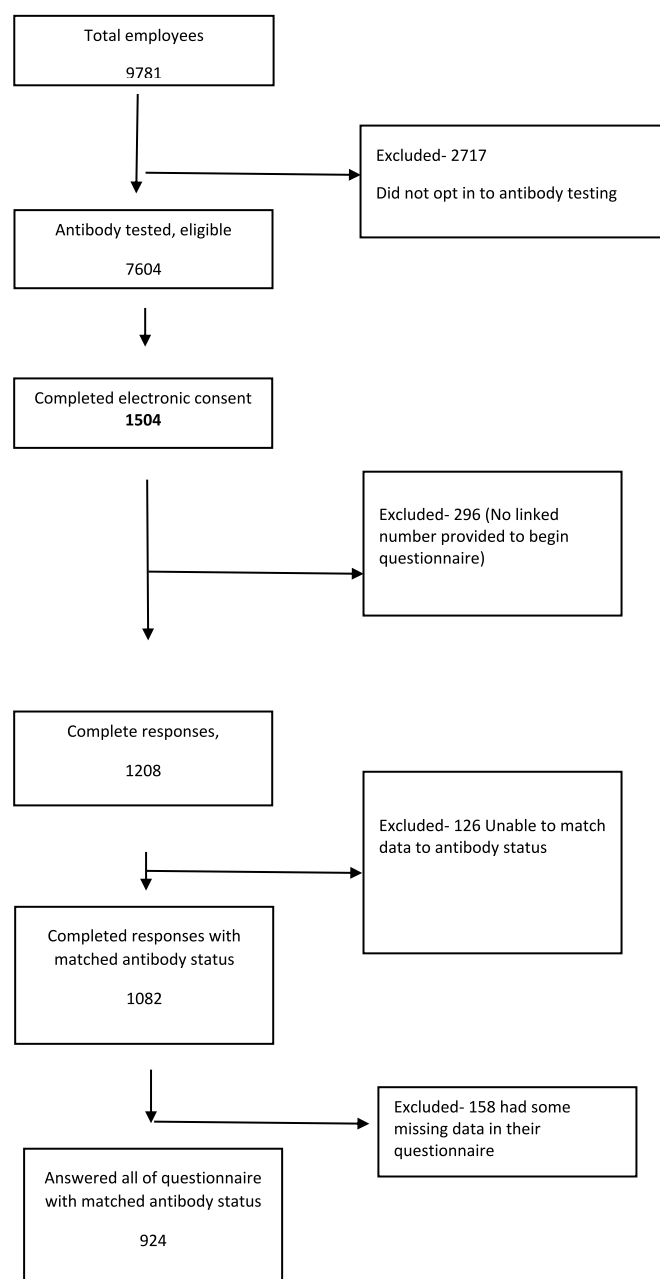 Total employees
9781
Excluded- 2717
Did not opt in to antibody testing
Antibody tested, eligible
7604
Completed electronic consent
1504
Excluded- 296 (No linked
number provided to begin
questionnaire)
Complete responses,
1208
Excluded- 126 Unable to match
data to antibody status
Completed responses with
matched antibody status
1082
Excluded- 158 had some
missing data in their
questionnaire
Answered all of questionnaire
with matched antibody status
924